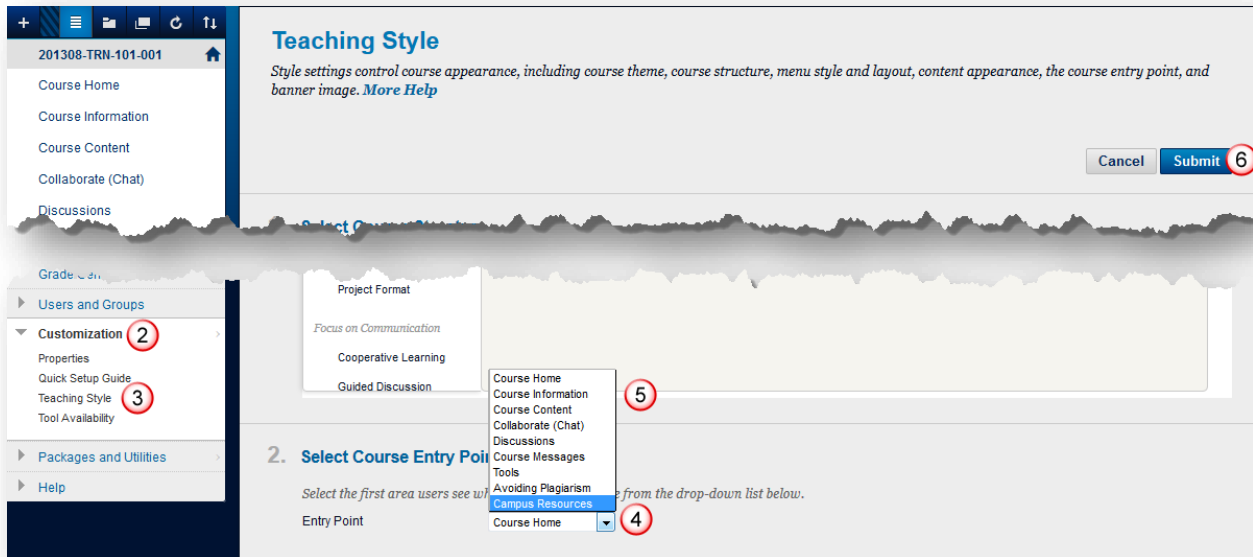 201308-TRN-101-001
Course Home
Course Information
Course Content
Collaborate (Chat)
Discussions
Grade
Users and Groups
Customization 2
Properties
Quick Setup Guide
Teaching Style 3
Tool Availability
Packages and Utilities
Help
Teaching Style
Style settings control course appearance, including course theme, course structure, menu style and layout, content appearance, the course entry point, and
banner image. More Help
Cancel Submit 6
Project Format
Focus on Communication
Cooperative Learning
Guided Discussion
Course Home
Course Information 5
Course Content
Collaborate (Chat)
Discussions
Course Messages
Tools
Avoiding Plagiarism
Campus Resources
2. Select Course Entry
Select the first area users see from the drop-down list below.
Entry Point Course Home 4